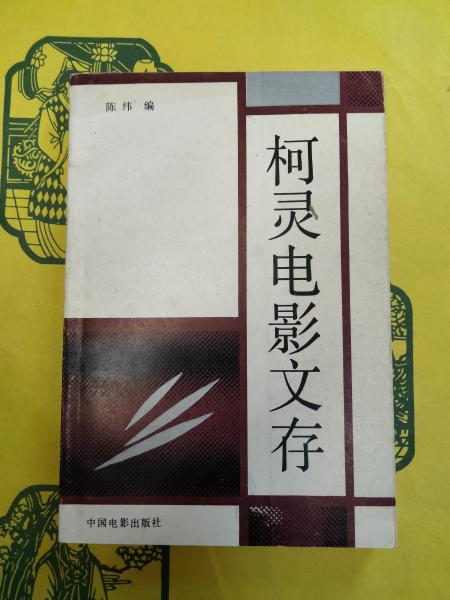 陈纬 编
柯灵电影文存
中国电影出版社